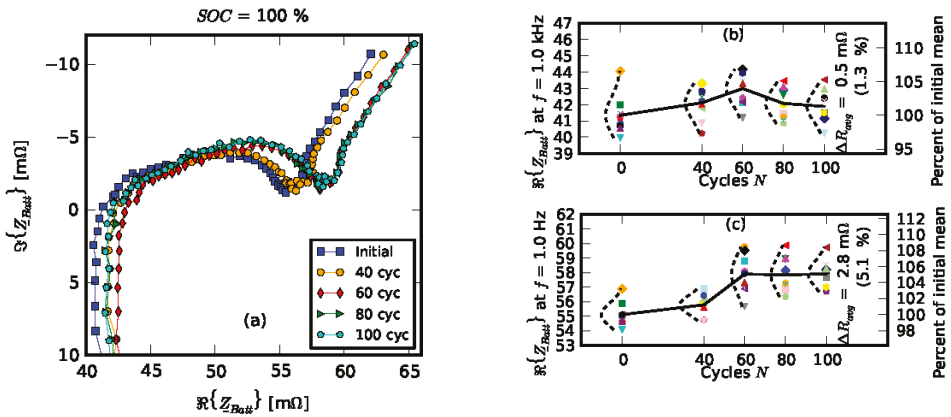 SOC = 100 %
ℑ{Z_Batt} [mΩ]
−10
−5
0
5
10
40 45 50 55 60 65
ℜ{Z_Batt} [mΩ]
(a)
Initial
40 cyc
60 cyc
80 cyc
100 cyc
(b)
ℜ{Z_Batt} at f = 1.0 kHz
47
46
45
44
43
42
41
40
39
0 40 60 80 100
Cycles N
110
105
100
95
ΔR_avg = 0.5 mΩ
(1.3 %)
Percent of initial mean
(c)
ℜ{Z_Batt} at f = 1.0 Hz
62
61
60
59
58
57
56
55
54
53
0 40 60 80 100
Cycles N
112
110
108
106
104
102
100
98
ΔR_avg = 2.8 mΩ
(5.1 %)
Percent of initial mean